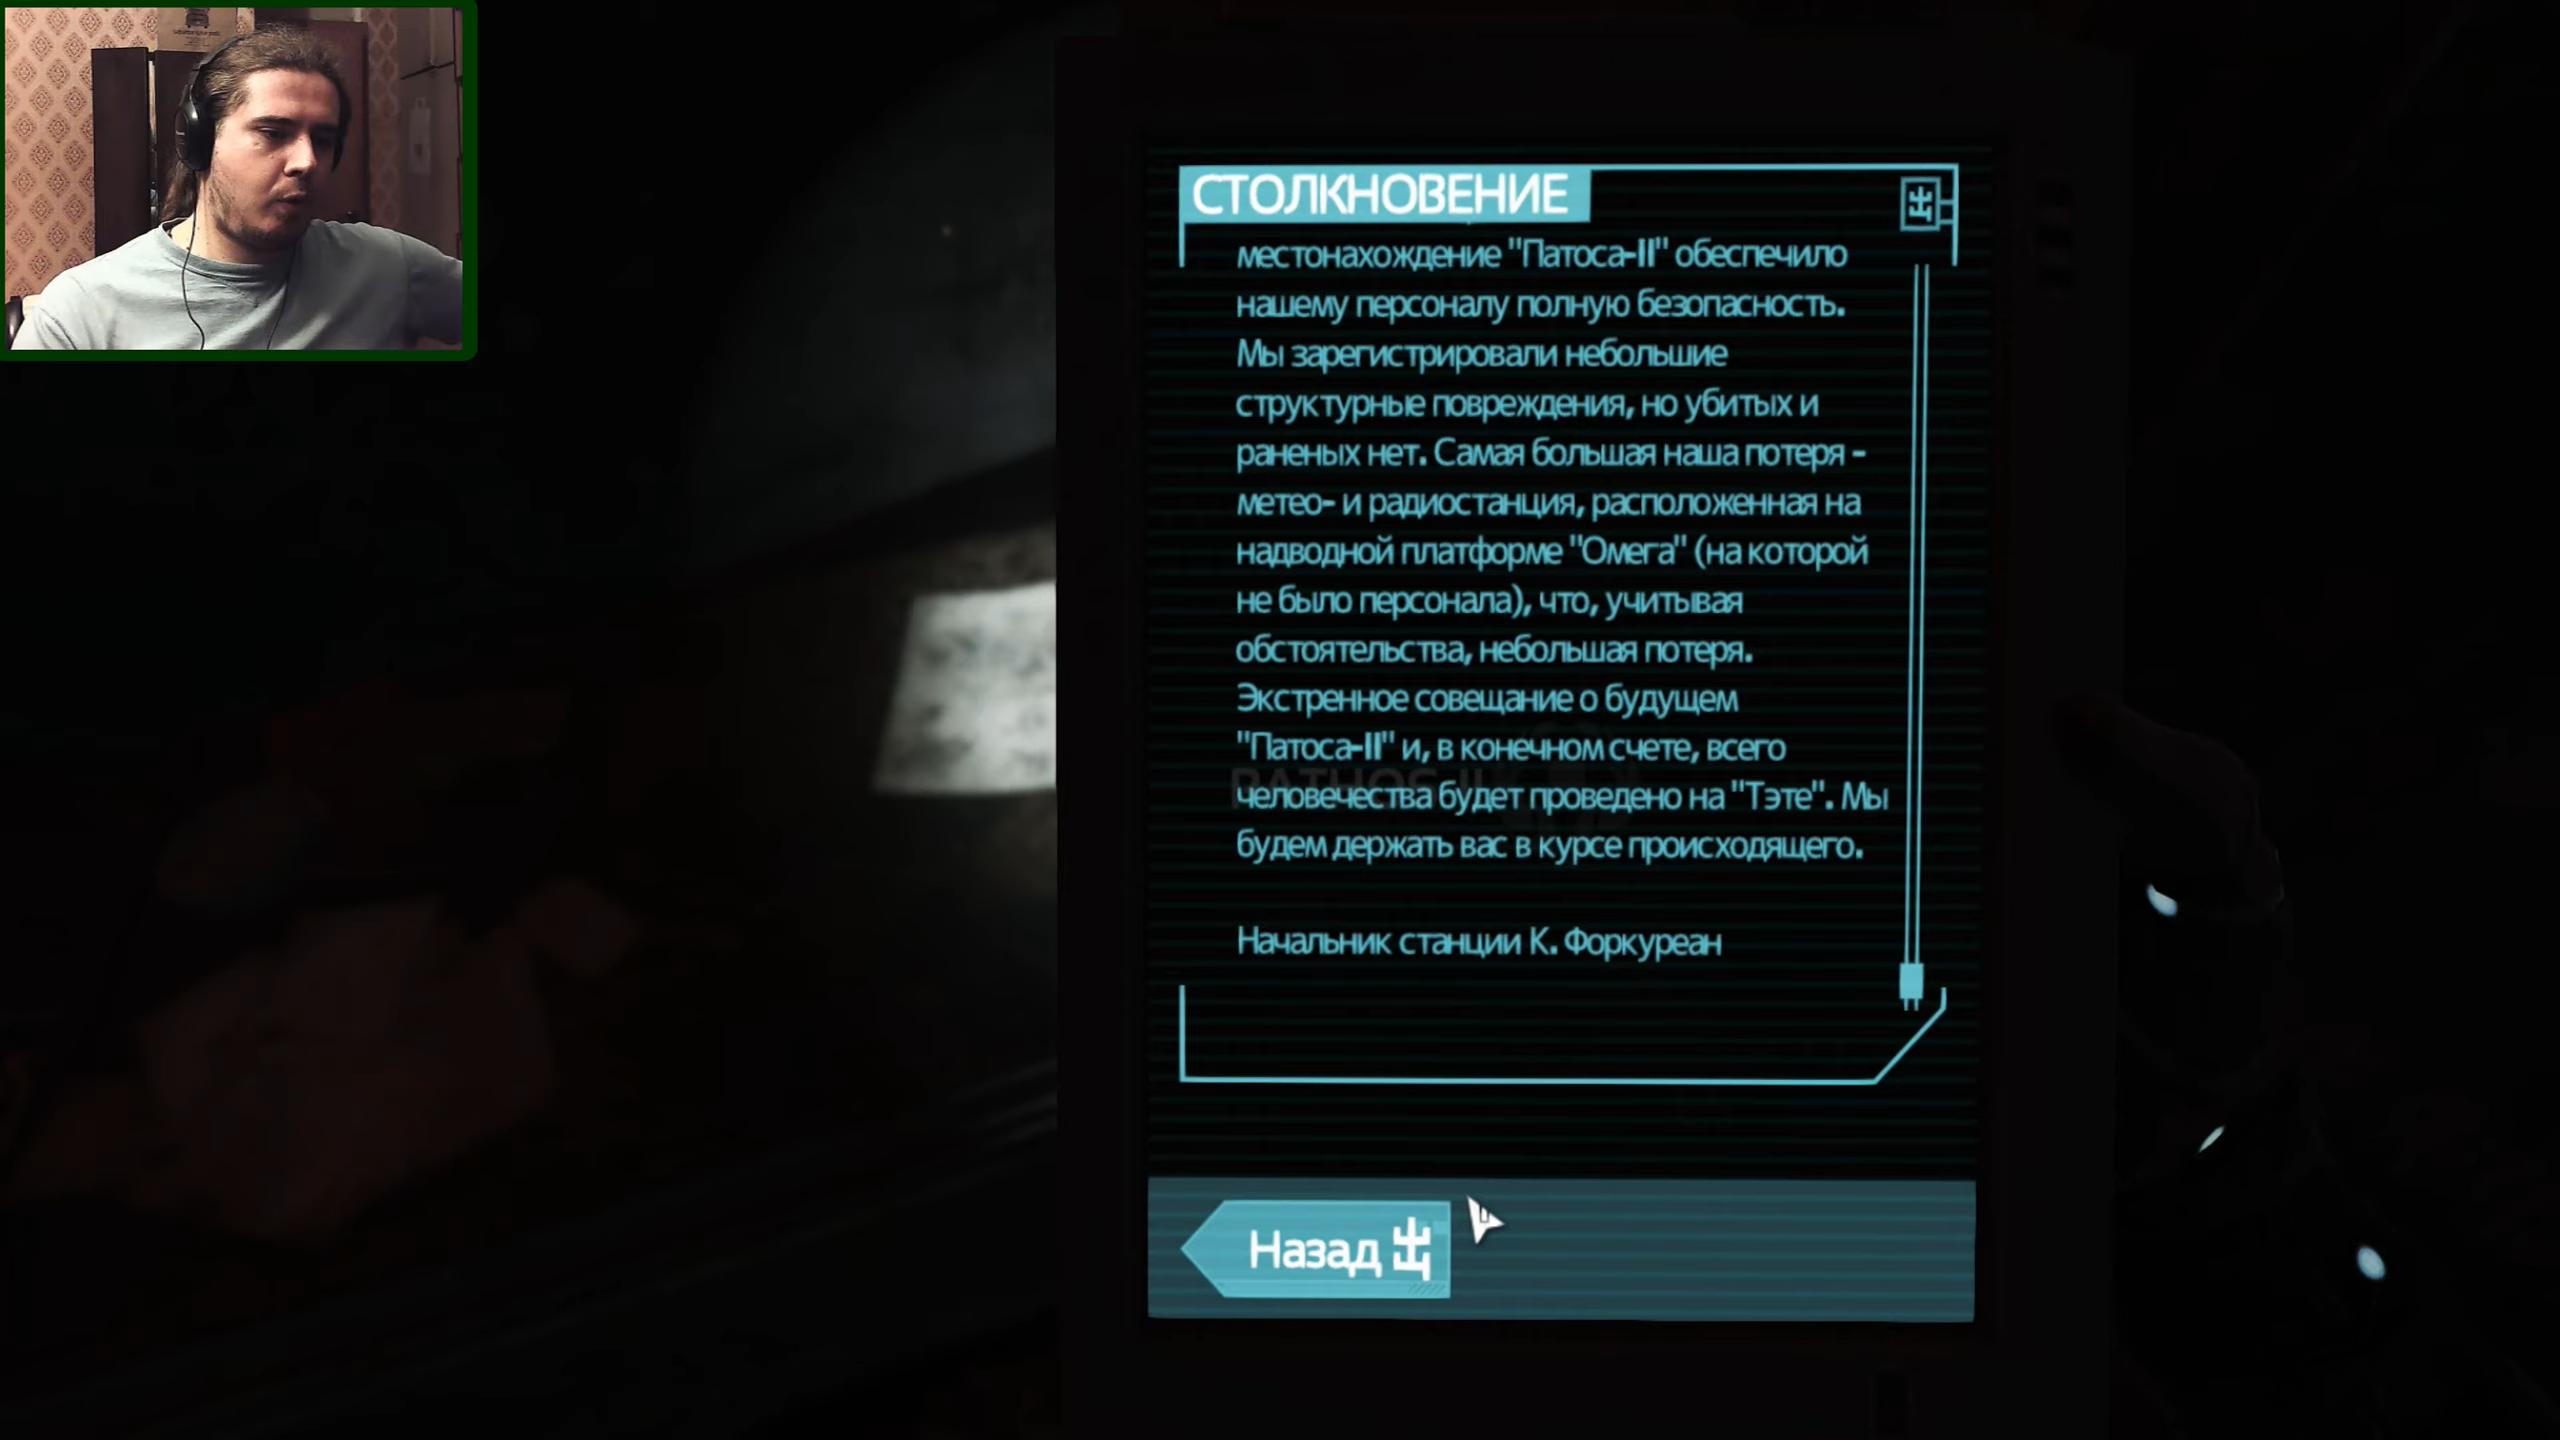 СТОЛКНОВЕНИЕ
местонахождение "Патоса-II" обеспечило
нашему персоналу полную безопасность.
Мы зарегистрировали небольшие
структурные повреждения, но убитых и
раненых нет. Самая большая наша потеря -
метео- и радиостанция, расположенная на
надводной платформе "Омега" (на которой
не было персонала), что, учитывая
обстоятельства, небольшая потеря.
Экстренное совещание о будущем
"Патоса-II" и, в конечном счете, всего
человечества будет проведено на "Тэте". Мы
будем держать вас в курсе происходящего.
Начальник станции К. Форкуреан
PATHOS-II
Назад